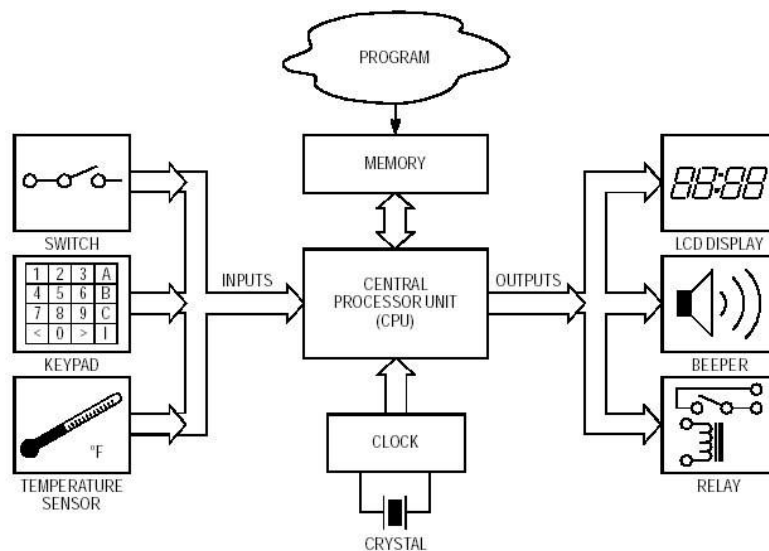 PROGRAM
MEMORY
SWITCH
1 2 3 A
4 5 6 B
7 8 9 C
< 0 > I
KEYPAD
°F
TEMPERATURE
SENSOR
INPUTS
CENTRAL
PROCESSOR UNIT
(CPU)
OUTPUTS
CLOCK
CRYSTAL
88:88
LCD DISPLAY
BEEPER
RELAY